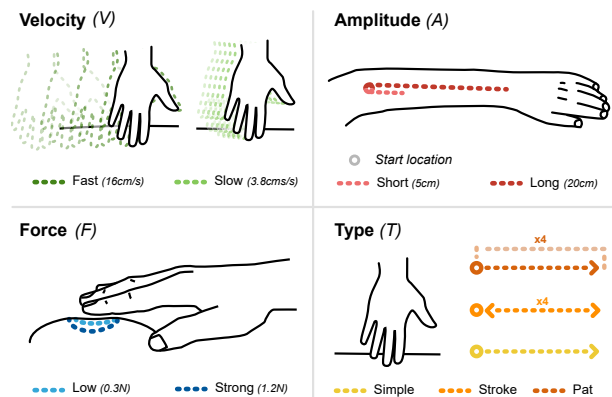 Velocity (V)
Fast (16cm/s)
Slow (3.8cms/s)
Amplitude (A)
Start location
Short (5cm)
Long (20cm)
Force (F)
Low (0.3N)
Strong (1.2N)
Type (T)
x4
x4
Simple
Stroke
Pat